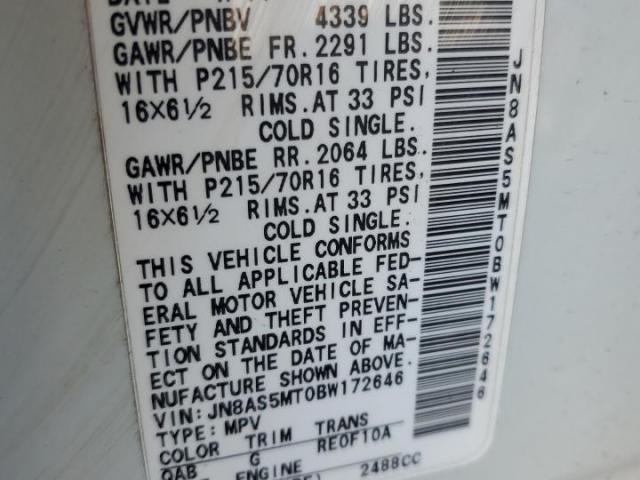 GVWR/PNBV 4339 LBS.
GAWR/PNBE FR. 2291 LBS.
WITH P215/70R16 TIRES,
16X6½ RIMS. AT 33 PSI
COLD SINGLE.
GAWR/PNBE RR. 2064 LBS.
WITH P215/70R16 TIRES,
16X6½ RIMS. AT 33 PSI
COLD SINGLE.
THIS VEHICLE CONFORMS
TO ALL APPLICABLE FED-
ERAL MOTOR VEHICLE SA-
FETY AND THEFT PREVEN-
TION STANDARDS IN EFF-
ECT ON THE DATE OF MA-
NUFACTURE SHOWN ABOVE.
VIN: JN8AS5MT0BW172646
TYPE: MPV
COLOR TRIM TRANS
QAB G RE0F10A
ENGINE 2488CC
JN8AS5MT0BW172646